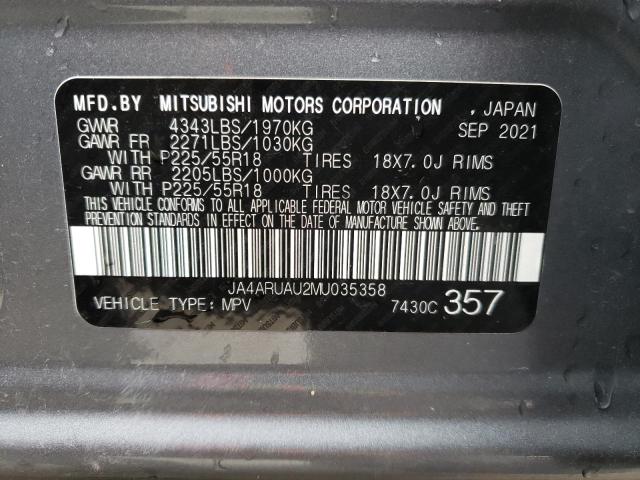 MFD.BY MITSUBISHI MOTORS CORPORATION , JAPAN
GVWR 4343LBS/1970KG SEP 2021
GAWR FR 2271LBS/1030KG
WITH P225/55R18 TIRES 18X7.0J RIMS
GAWR RR 2205LBS/1000KG
WITH P225/55R18 TIRES 18X7.0J RIMS
THIS VEHICLE CONFORMS TO ALL APPLICABLE FEDERAL MOTOR VEHICLE SAFETY AND THEFT
PREVENTION STANDARDS IN EFFECT ON THE DATE OF MANUFACTURE SHOWN ABOVE.
JA4ARUAU2MU035358
VEHICLE TYPE: MPV 7430C 357